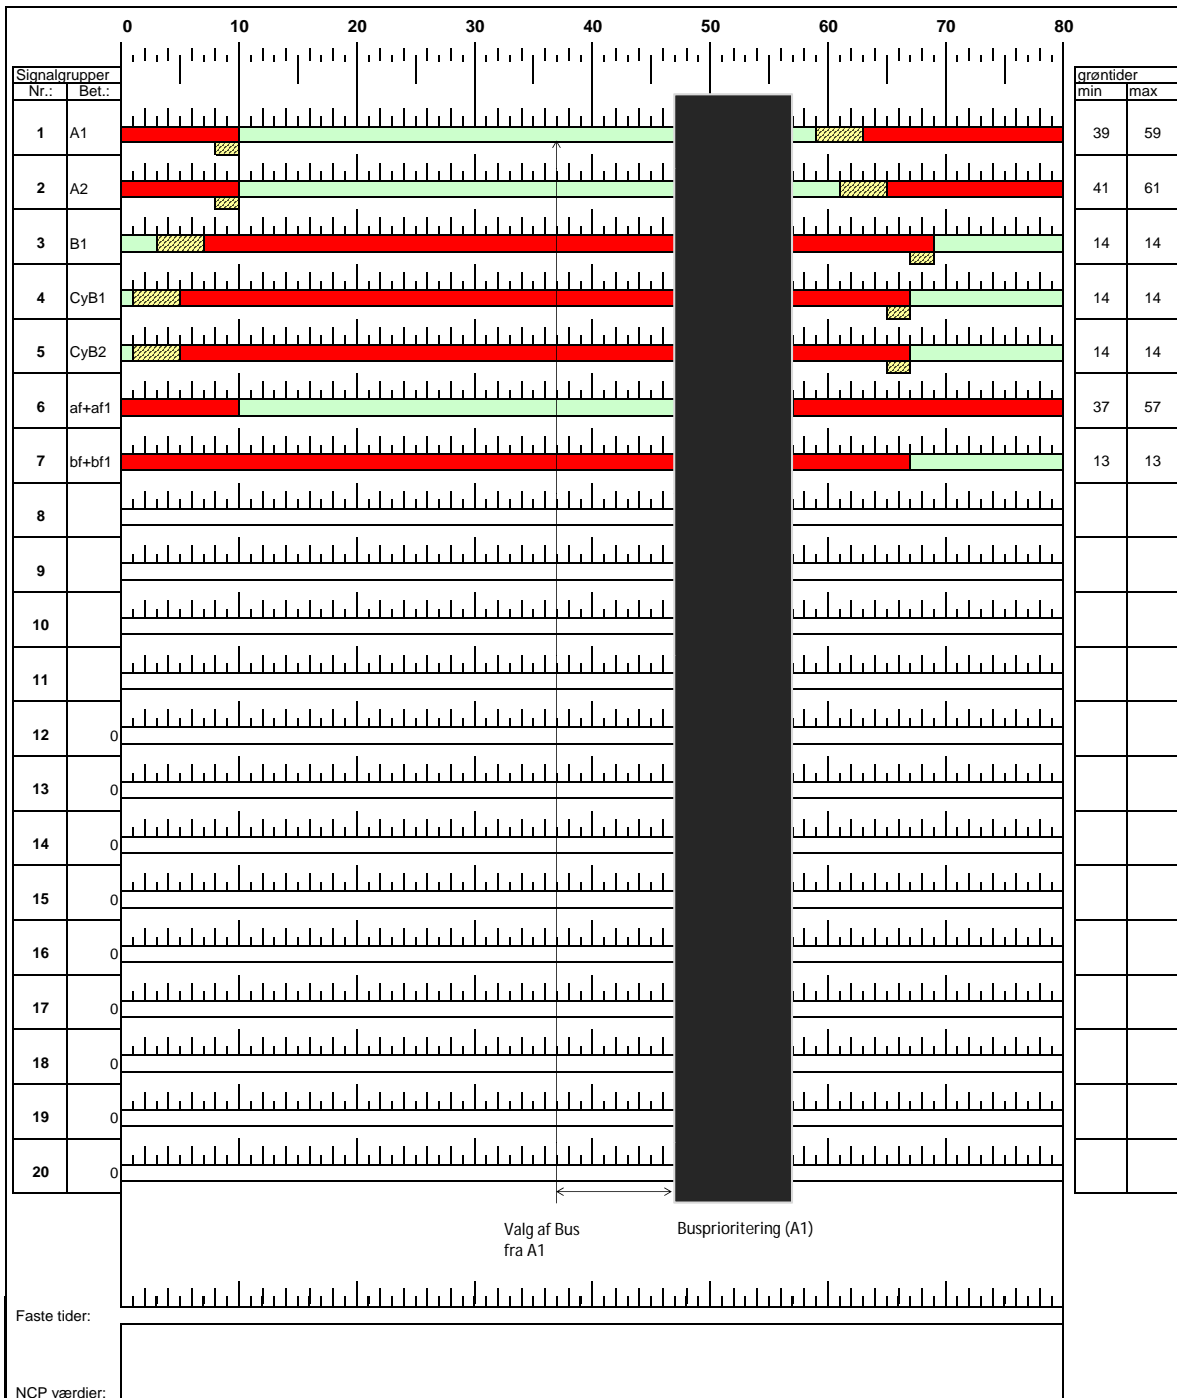 0 10 20 30 40 50 60 70 80
Signalgrupper grøntider
Nr.: Bet.: min max
1 A1 39 59
2 A2 41 61
3 B1 14 14
4 CyB1 14 14
5 CyB2 14 14
6 af+af1 37 57
7 bf+bf1 13 13
8
9
10
11
12 0
13 0
14 0
15 0
16 0
17 0
18 0
19 0
20 0
Valg af Bus Busprioritering (A1)
fra A1
Faste tider:
NCP værdier: